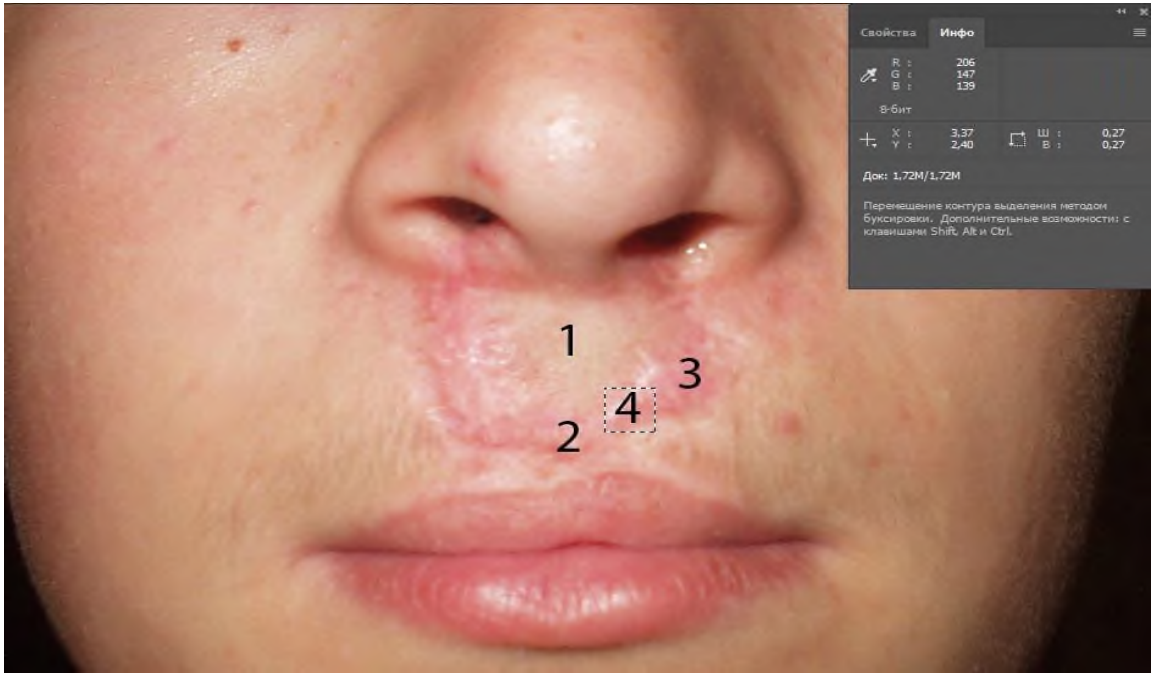 Свойства Инфо
R : 206
G : 147
B : 139
8-бит
X : 3,37
Y : 2,40
Ш : 0,27
В : 0,27
Док: 1,72M/1,72M
Перемещение контура выделения методом
буксировки. Дополнительные возможности: с
клавишами Shift, Alt и Ctrl.
1
3
4
2